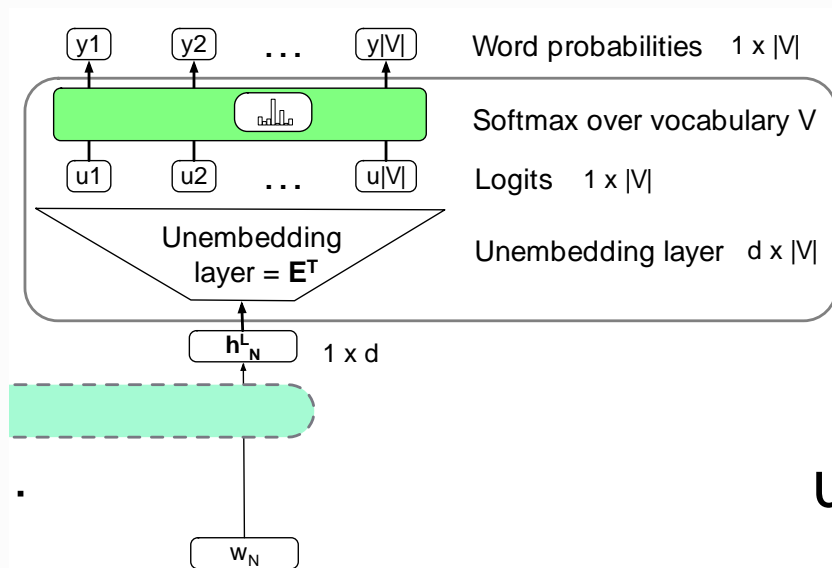 y1 y2 ... y|V| Word probabilities 1 x |V|
Softmax over vocabulary V
u1 u2 ... u|V| Logits 1 x |V|
Unembedding
layer = Eᵀ
Unembedding layer d x |V|
hᴸN 1 x d
.
U
wN